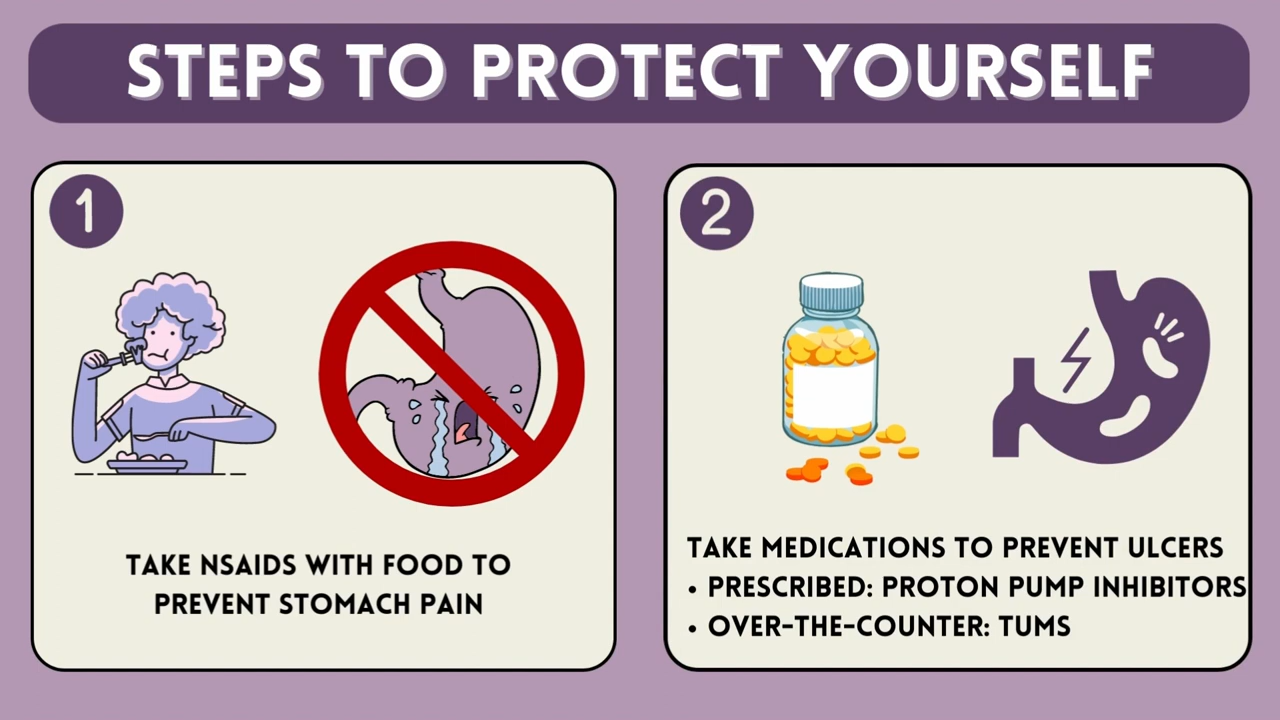 STEPS TO PROTECT YOURSELF
1
TAKE NSAIDS WITH FOOD TO
PREVENT STOMACH PAIN
2
TAKE MEDICATIONS TO PREVENT ULCERS
• PRESCRIBED: PROTON PUMP INHIBITORS
• OVER-THE-COUNTER: TUMS